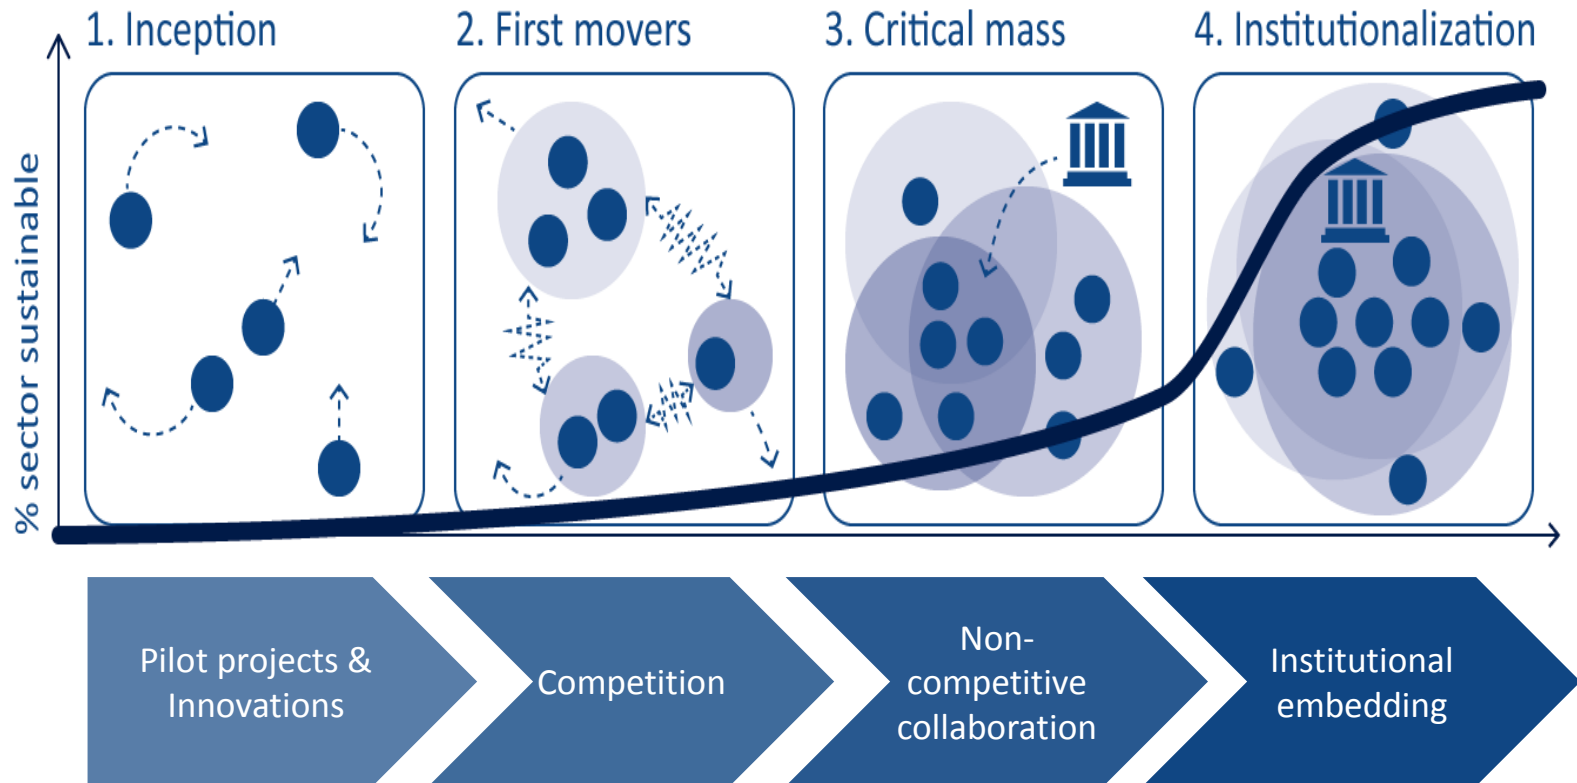 1. Inception
2. First movers
3. Critical mass
4. Institutionalization
% sector sustainable
Pilot projects &
Innovations
Competition
Non-
competitive
collaboration
Institutional
embedding